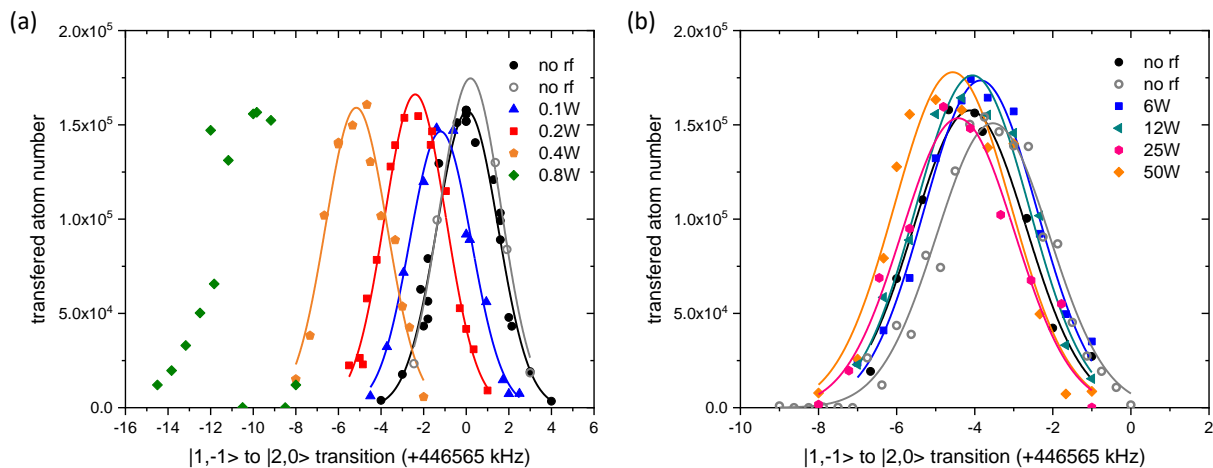 (a)
2.0x10⁵
1.5x10⁵
1.0x10⁵
5.0x10⁴
0.0
transfered atom number
no rf
no rf
0.1W
0.2W
0.4W
0.8W
-16 -14 -12 -10 -8 -6 -4 -2 0 2 4 6
|1,-1> to |2,0> transition (+446565 kHz)
(b)
2.0x10⁵
1.5x10⁵
1.0x10⁵
5.0x10⁴
0.0
transfered atom number
no rf
no rf
6W
12W
25W
50W
-10 -8 -6 -4 -2 0 2
|1,-1> to |2,0> transition (+446565 kHz)